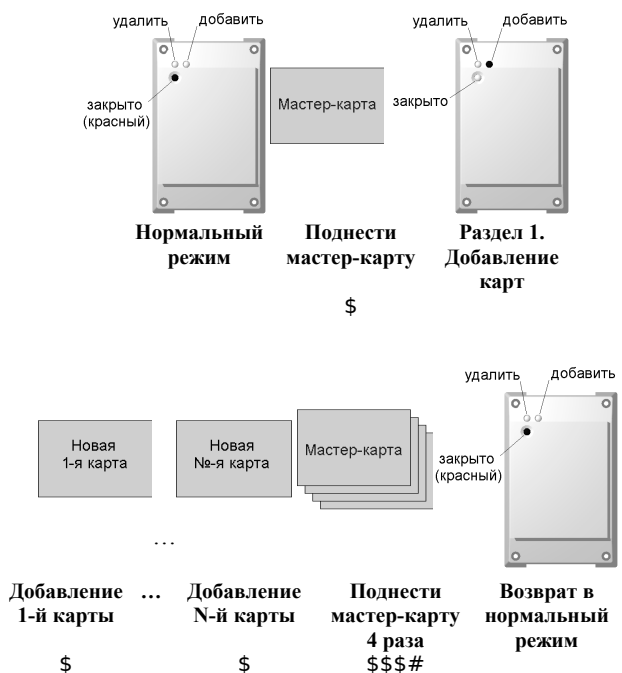 удалить
добавить
закрыто
(красный)
Мастер-карта
удалить
добавить
закрыто
Нормальный
режим
Поднести
мастер-карту
$
Раздел 1.
Добавление
карт
Новая
1-я карта
Новая
№-я карта
Мастер-карта
удалить
добавить
закрыто
(красный)
...
Добавление
1-й карты
$
...
Добавление
N-й карты
$
Поднести
мастер-карту
4 раза
$$$#
Возврат в
нормальный
режим